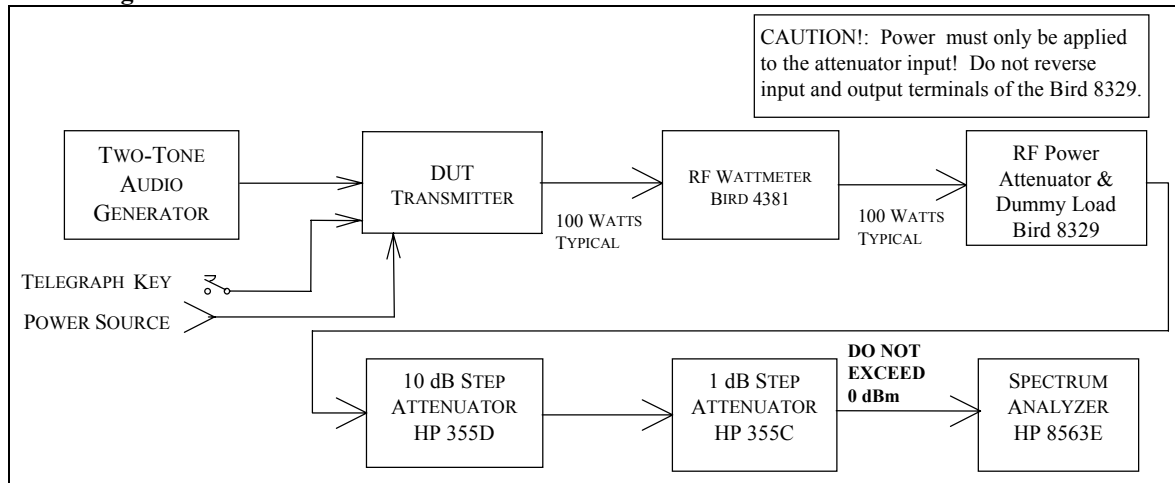 CAUTION!: Power must only be applied
to the attenuator input! Do not reverse
input and output terminals of the Bird 8329.
TWO-TONE
AUDIO
GENERATOR
DUT
TRANSMITTER
RF WATTMETER
BIRD 4381
RF Power
Attenuator &
Dummy Load
Bird 8329
100 WATTS
TYPICAL
100 WATTS
TYPICAL
TELEGRAPH KEY
POWER SOURCE
10 dB STEP
ATTENUATOR
HP 355D
1 dB STEP
ATTENUATOR
HP 355C
DO NOT
EXCEED
0 dBm
SPECTRUM
ANALYZER
HP 8563E